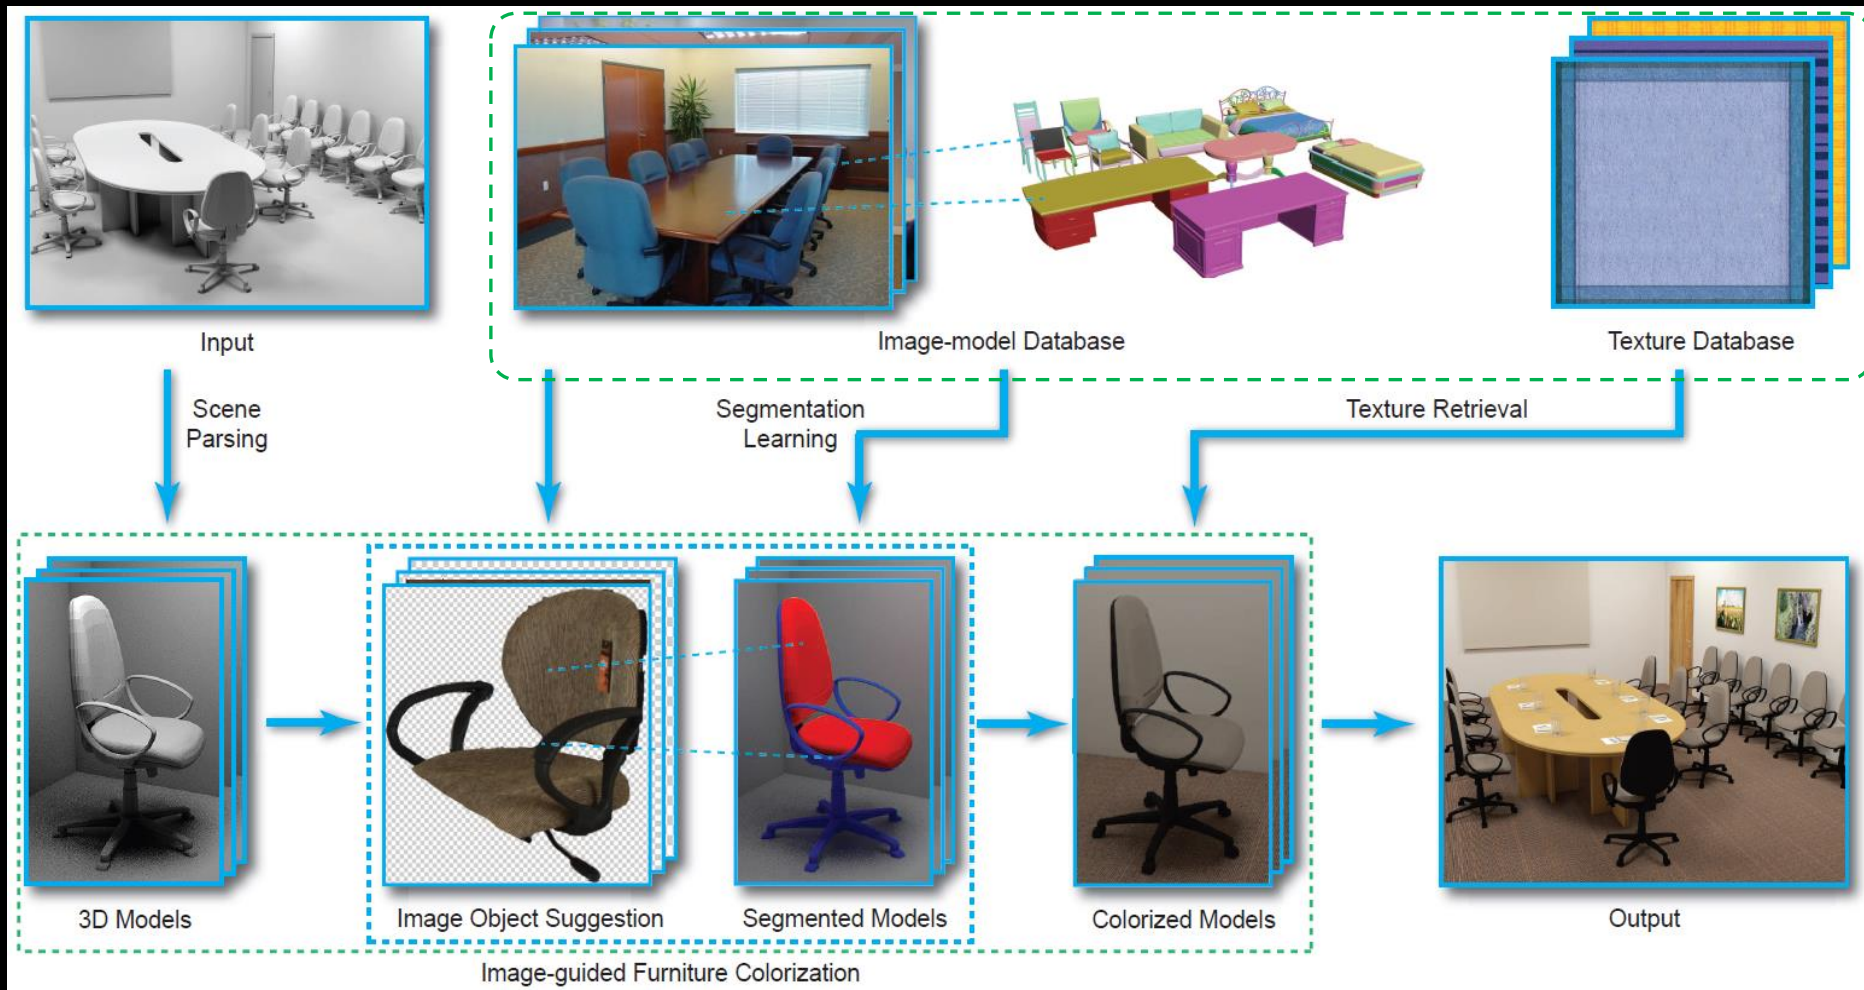 Input
Image-model Database
Texture Database
Scene
Parsing
Segmentation
Learning
Texture Retrieval
3D Models
Image Object Suggestion
Segmented Models
Colorized Models
Output
Image-guided Furniture Colorization